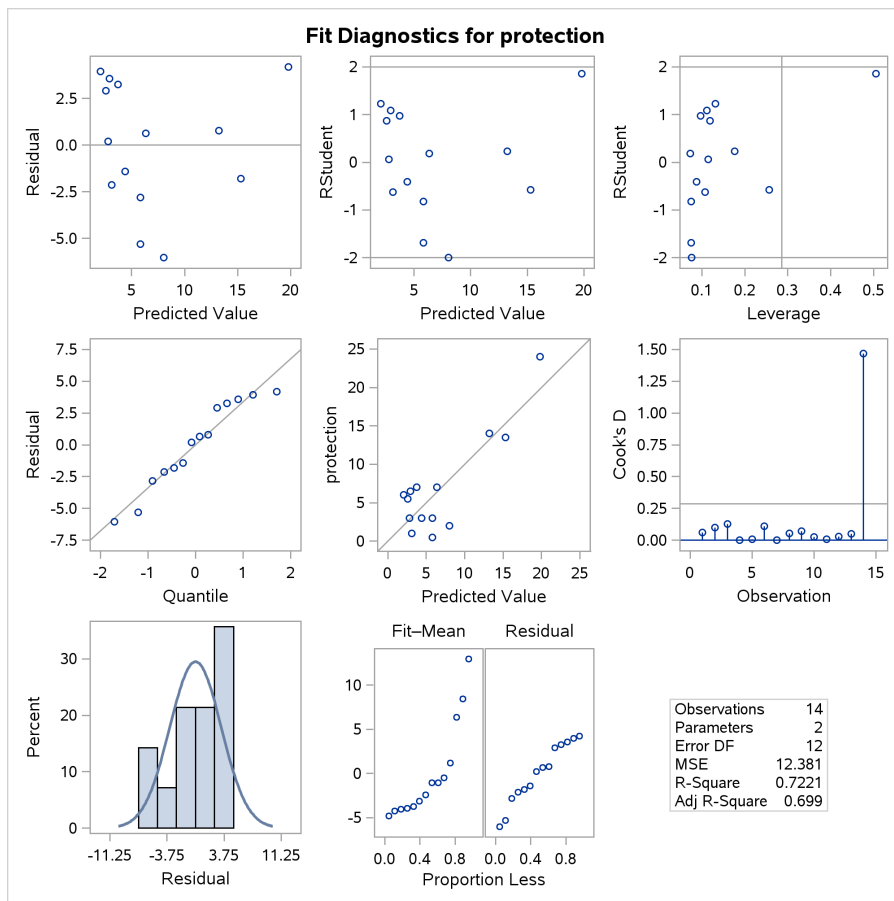 Fit Diagnostics for protection
2.5
0.0
-2.5
-5.0
Residual
5 10 15 20
Predicted Value
2
1
0
-1
-2
RStudent
5 10 15 20
Predicted Value
2
1
0
-1
-2
RStudent
0.1 0.2 0.3 0.4 0.5
Leverage
7.5
5.0
2.5
0.0
-2.5
-5.0
-7.5
Residual
-2 -1 0 1 2
Quantile
25
20
15
10
5
0
protection
0 5 10 15 20 25
Predicted Value
1.50
1.25
1.00
0.75
0.50
0.25
0.00
Cook's D
0 5 10 15
Observation
30
20
10
0
Percent
-11.25 -3.75 3.75 11.25
Residual
Fit–Mean Residual
10
5
0
-5
0.0 0.4 0.8 0.0 0.4 0.8
Proportion Less
Observations 14
Parameters 2
Error DF 12
MSE 12.381
R-Square 0.7221
Adj R-Square 0.699